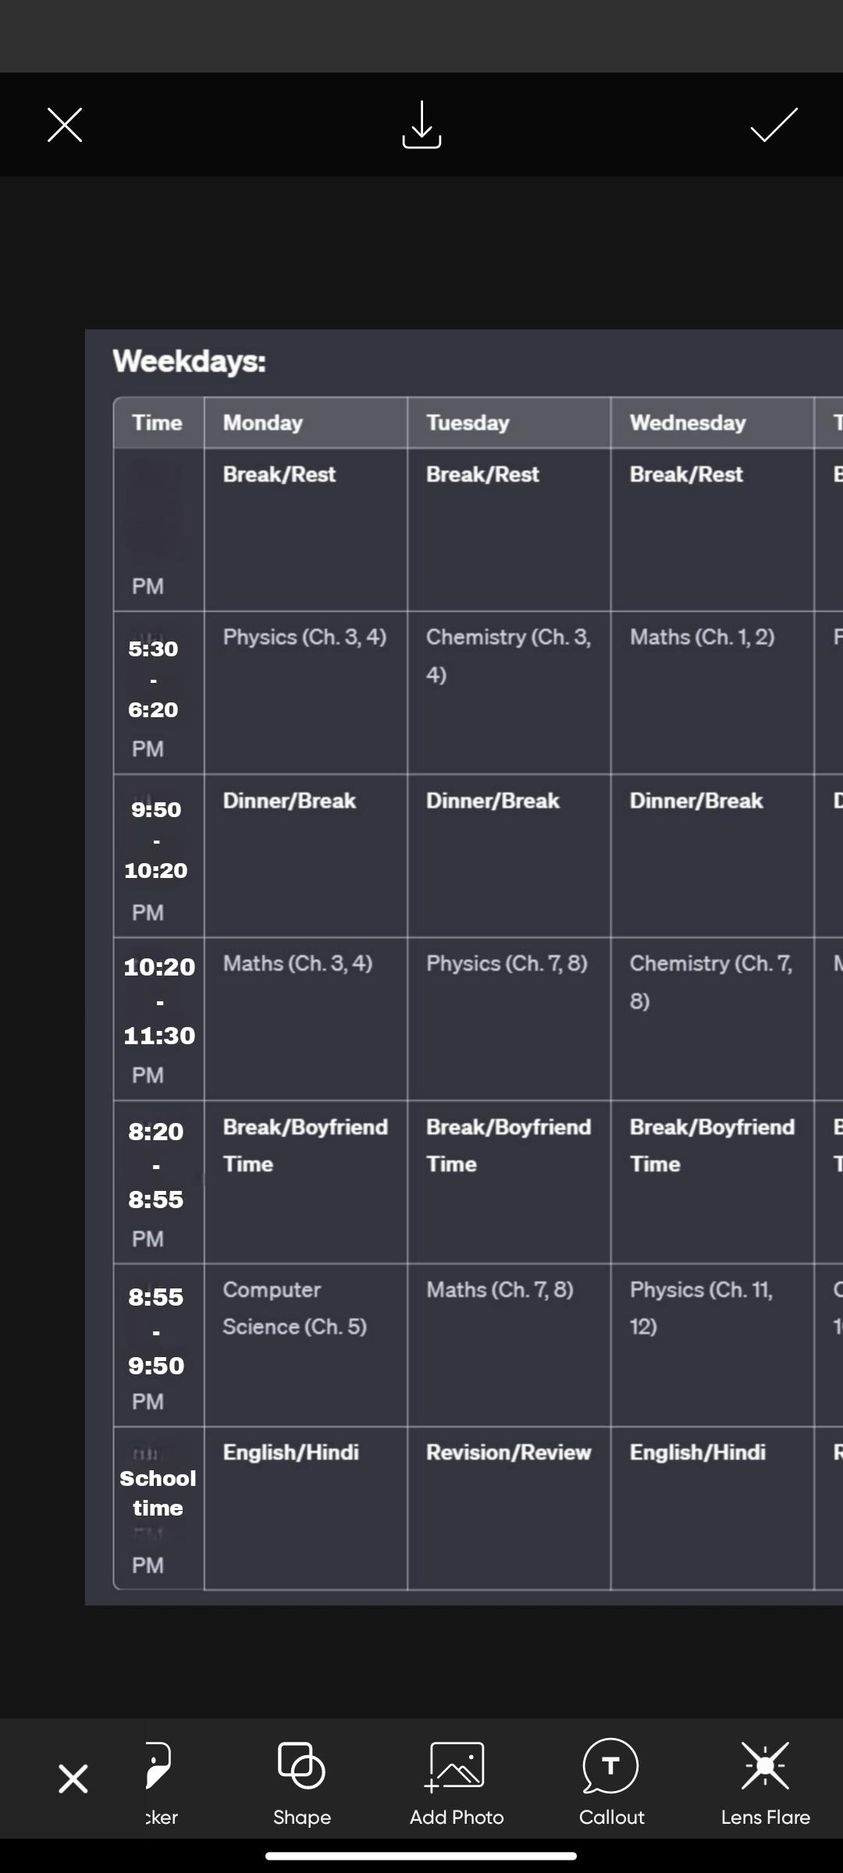 Weekdays:
Time Monday Tuesday Wednesday T
Break/Rest Break/Rest Break/Rest B
PM
5:30 Physics (Ch. 3, 4) Chemistry (Ch. 3, Maths (Ch. 1, 2) F
- 4)
6:20
PM
9:50 Dinner/Break Dinner/Break Dinner/Break D
-
10:20
PM
10:20 Maths (Ch. 3, 4) Physics (Ch. 7, 8) Chemistry (Ch. 7, M
- 8)
11:30
PM
8:20 Break/Boyfriend Break/Boyfriend Break/Boyfriend B
- Time Time Time T
8:55
PM
8:55 Computer Maths (Ch. 7, 8) Physics (Ch. 11, C
- Science (Ch. 5) 12) 1
9:50
PM
English/Hindi Revision/Review English/Hindi R
School
time
PM
cker Shape Add Photo Callout Lens Flare